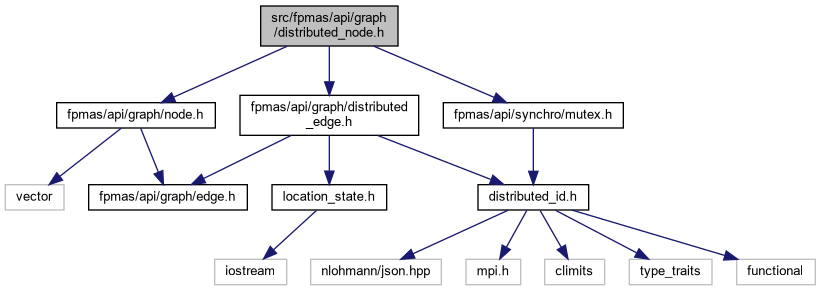 src/fpmas/api/graph
/distributed_node.h
fpmas/api/graph/node.h
fpmas/api/graph/distributed
_edge.h
fpmas/api/synchro/mutex.h
vector
fpmas/api/graph/edge.h
location_state.h
distributed_id.h
iostream
nlohmann/json.hpp
mpi.h
climits
type_traits
functional